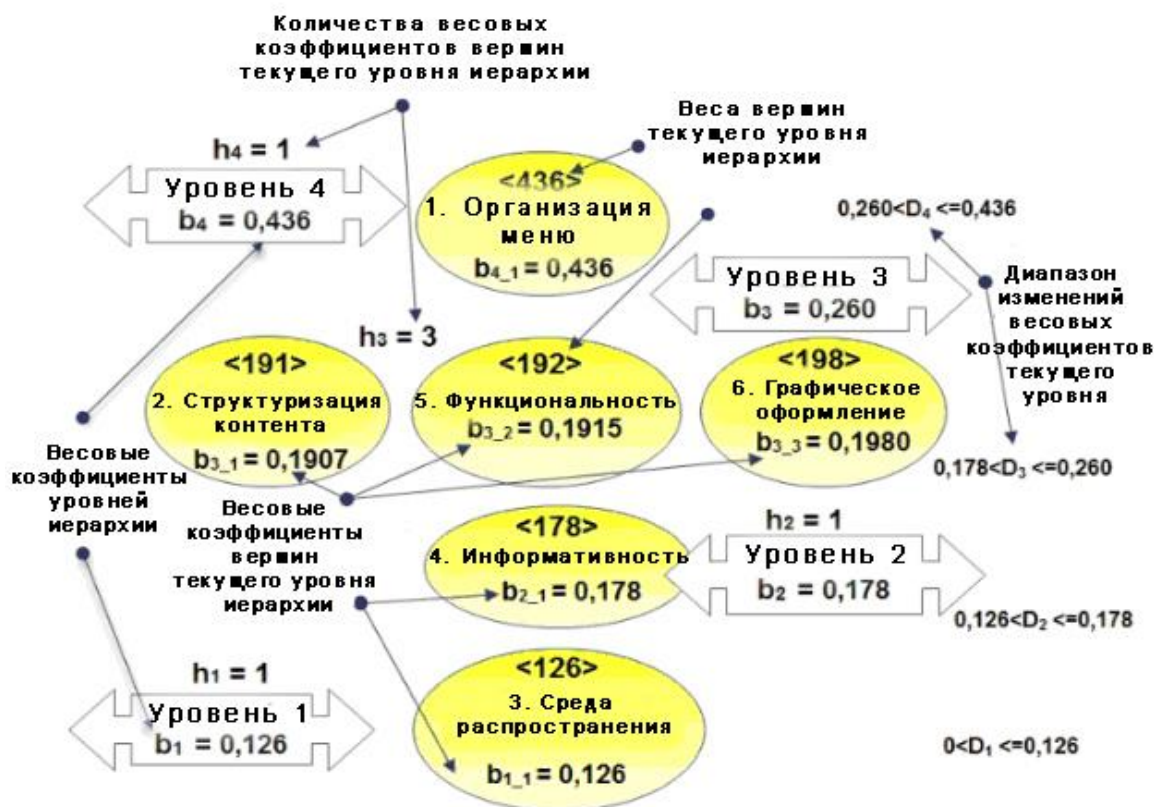 Количества весовых
коэффициентов вершин
текущего уровня иерархии
Веса вершин
текущего уровня
иерархии
h4 = 1
Уровень 4
b4 = 0,436
<436>
1. Организация
меню
b4_1 = 0,436
0,260<D4 <=0,436
Уровень 3
b3 = 0,260
Диапазон
изменений
весовых
коэффициентов
текущего
уровня
h3 = 3
<191>
2. Структуризация
контента
b3_1 = 0,1907
<192>
5. Функциональность
b3_2 = 0,1915
<198>
6. Графическое
оформление
b3_3 = 0,1980
0,178<D3 <=0,260
Весовые
коэффициенты
уровней
иерархии
Весовые
коэффициенты
вершин
текущего уровня
иерархии
<178>
4. Информативность
b2_1 = 0,178
h2 = 1
Уровень 2
b2 = 0,178
0,126<D2 <=0,178
h1 = 1
Уровень 1
b1 = 0,126
<126>
3. Среда
распространения
b1_1 = 0,126
0<D1 <=0,126